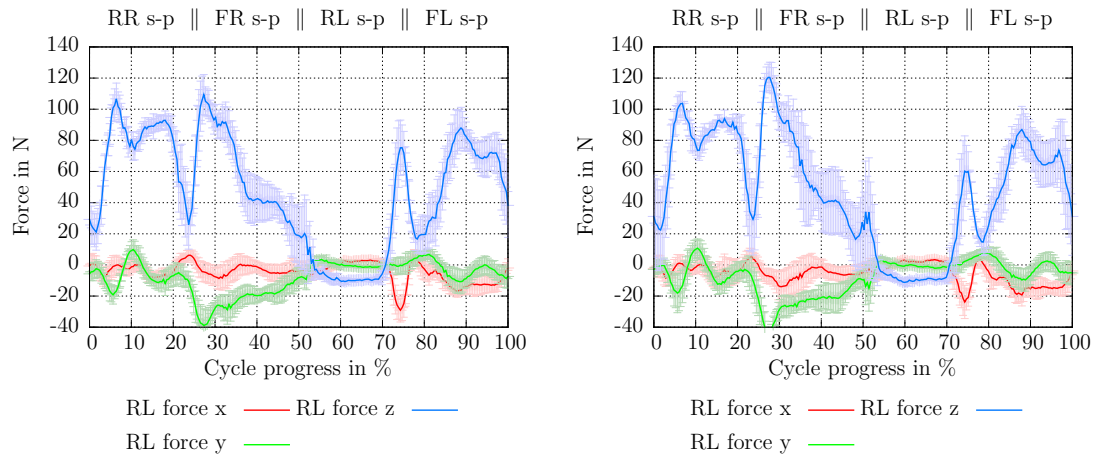 RR s-p ∥ FR s-p ∥ RL s-p ∥ FL s-p
140
120
100
80
60
40
20
0
-20
-40
Force in N
0 10 20 30 40 50 60 70 80 90 100
Cycle progress in %
RL force x RL force z
RL force y
RR s-p ∥ FR s-p ∥ RL s-p ∥ FL s-p
140
120
100
80
60
40
20
0
-20
-40
Force in N
0 10 20 30 40 50 60 70 80 90 100
Cycle progress in %
RL force x RL force z
RL force y